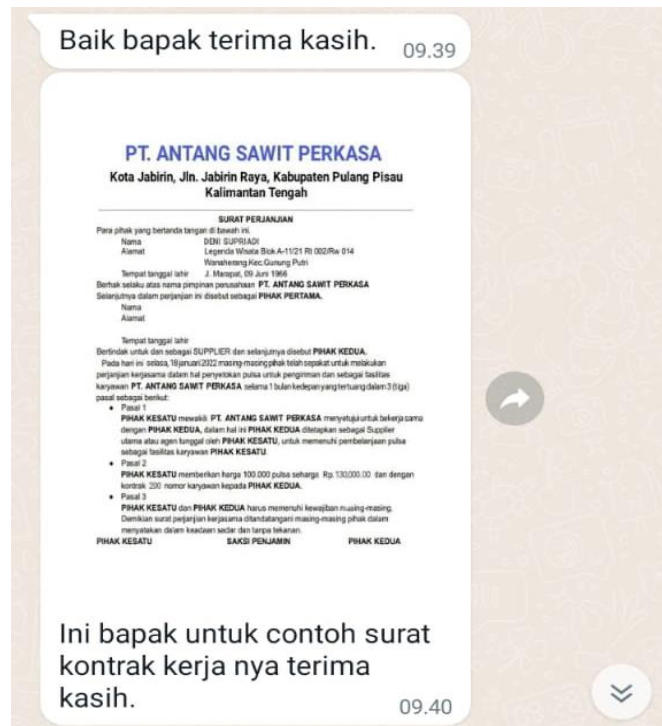 Baik bapak terima kasih. 09.39
PT. ANTANG SAWIT PERKASA
Kota Jabirin, Jln. Jabirin Raya, Kabupaten Pulang Pisau
Kalimantan Tengah
SURAT PERJANJIAN
Para pihak yang bertanda tangan di bawah ini.
Nama DENI SUPRIADI
Alamat Legenda Wisata Blok A-11/21 Rt 002/Rw 014
Wanaherang Kec.Gunung Putri
Tempat tanggal lahir J. Marapat, 09 Juni 1966
Berhak selaku atas nama pimpinan perusahaan PT. ANTANG SAWIT PERKASA
Selanjutnya dalam perjanjian ini disebut sebagai PIHAK PERTAMA.
Nama
Alamat
Tempat tanggal lahir
Bertindak untuk dan sebagai SUPPLIER dan selanjutnya disebut PIHAK KEDUA.
Pada hari ini selasa, 18 januari 2022 masing-masing pihak telah sepakat untuk melakukan
perjanjian kerjasama dalam hal penyetokan pulsa untuk pengiriman dan sebagai fasilitas
karyawan PT. ANTANG SAWIT PERKASA selama 1 bulan kedepan yang tertuang dalam 3 (tiga)
pasal sebagai berikut:
• Pasal 1
PIHAK KESATU mewakili PT. ANTANG SAWIT PERKASA menyetujui untuk bekerja sama
dengan PIHAK KEDUA, dalam hal ini PIHAK KEDUA ditetapkan sebagai Supplier
utama atau agen tunggal oleh PIHAK KESATU, untuk memenuhi pembelanjaan pulsa
sebagai fasilitas karyawan PIHAK KESATU.
• Pasal 2
PIHAK KESATU memberikan harga 100.000 pulsa seharga Rp. 130,000.00 dan dengan
kontrak 200 nomor karyawan kepada PIHAK KEDUA.
• Pasal 3
PIHAK KESATU dan PIHAK KEDUA harus memenuhi kewajiban masing-masing.
Demikian surat perjanjian kerjasama ditandatangani masing-masing pihak dalam
menyatakan dalam keadaan sadar dan tanpa tekanan.
PIHAK KESATU SAKSI PENJAMIN PIHAK KEDUA
Ini bapak untuk contoh surat
kontrak kerja nya terima
kasih. 09.40